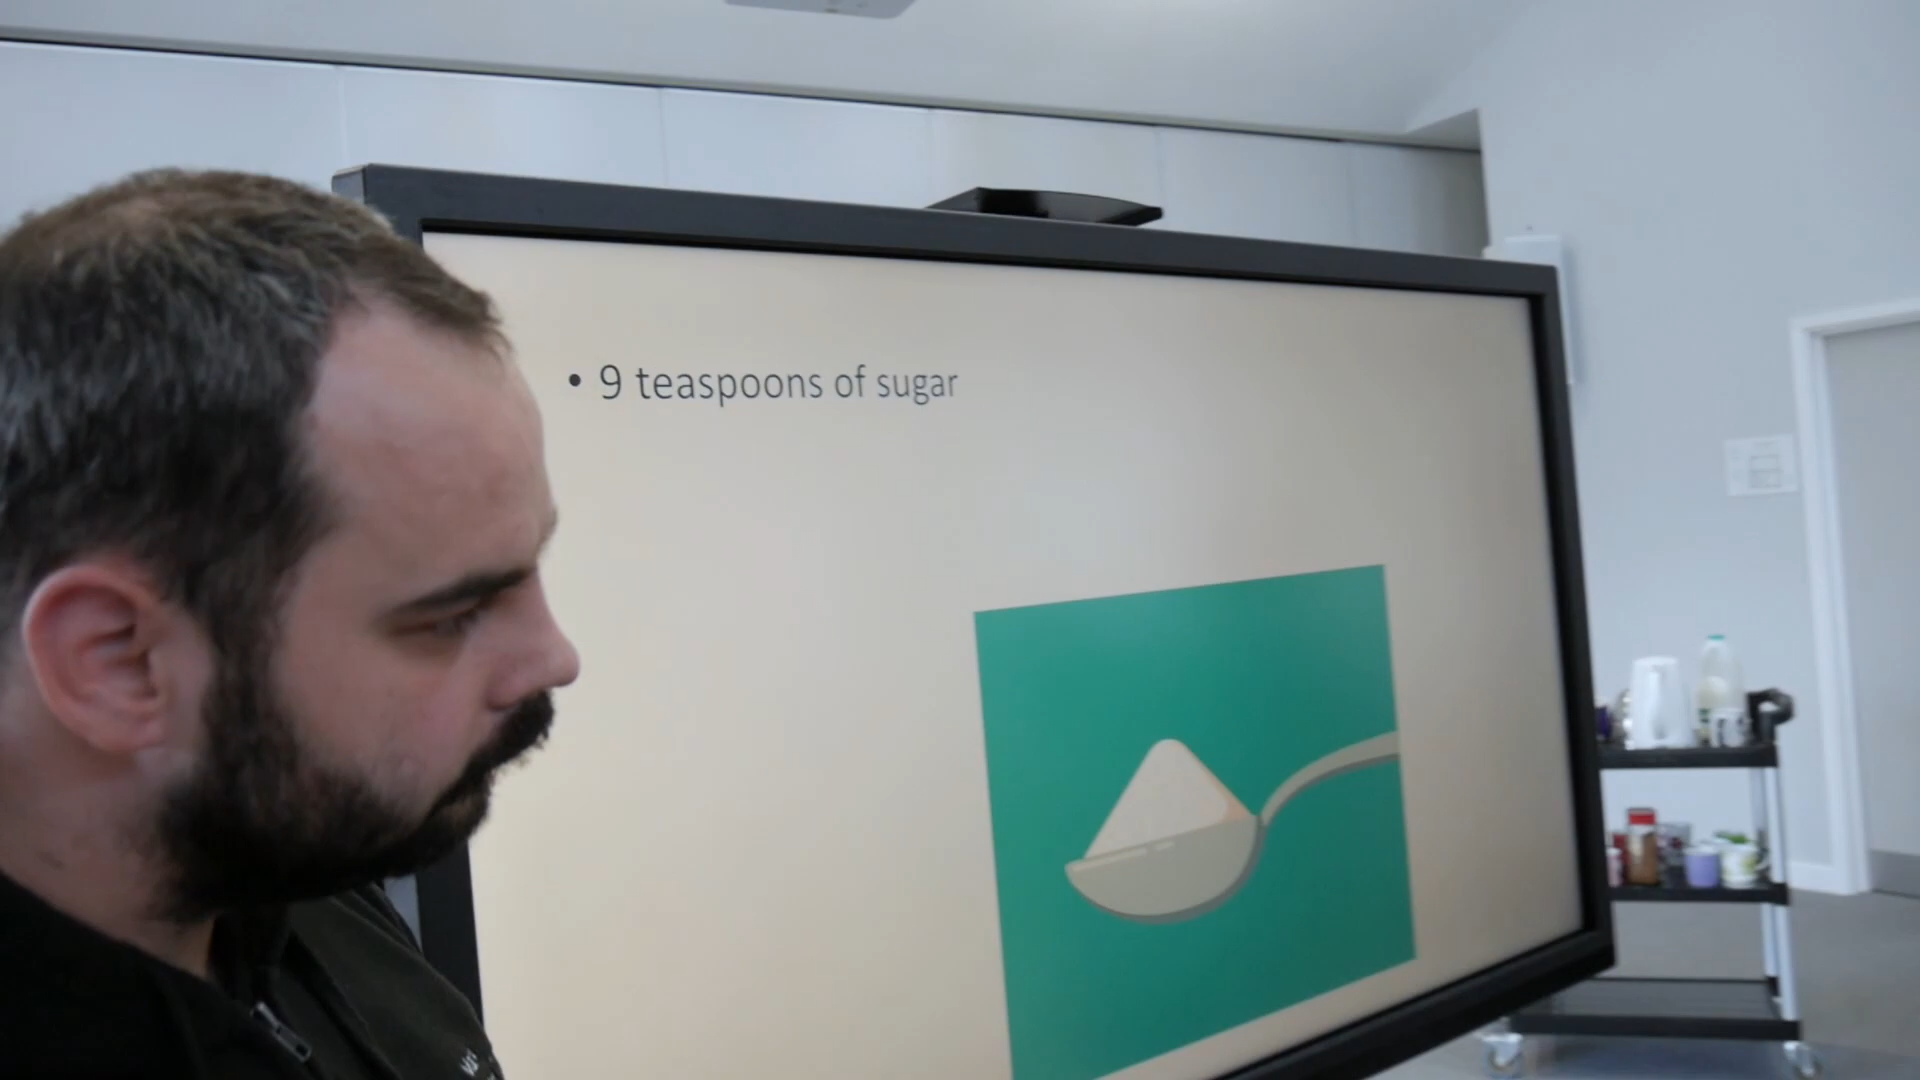 • 9 teaspoons of sugar